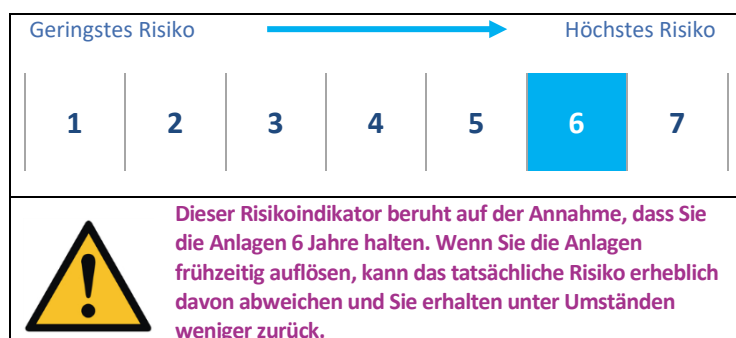 Geringstes Risiko Höchstes Risiko
1 2 3 4 5 6 7
Dieser Risikoindikator beruht auf der Annahme, dass Sie
die Anlagen 6 Jahre halten. Wenn Sie die Anlagen
frühzeitig auflösen, kann das tatsächliche Risiko erheblich
davon abweichen und Sie erhalten unter Umständen
weniger zurück.